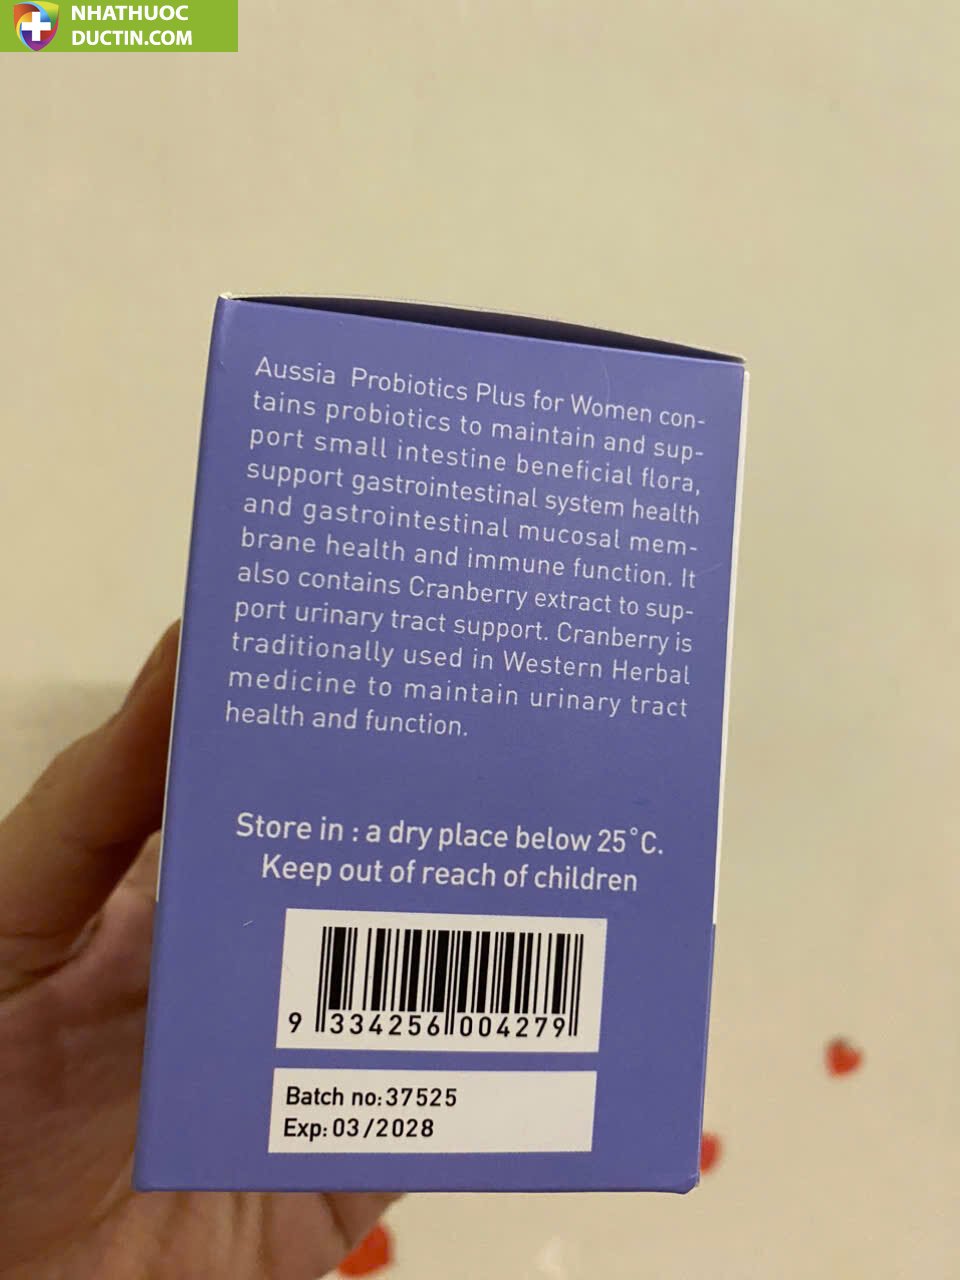 NHATHUOC
DUCTIN.COM
Aussia Probiotics Plus for Women con-
tains probiotics to maintain and sup-
port small intestine beneficial flora,
support gastrointestinal system health
and gastrointestinal mucosal mem-
brane health and immune function. It
also contains Cranberry extract to sup-
port urinary tract support. Cranberry is
traditionally used in Western Herbal
medicine to maintain urinary tract
health and function.
Store in : a dry place below 25°C.
Keep out of reach of children
9 334256 004279
Batch no: 37525
Exp: 03/2028